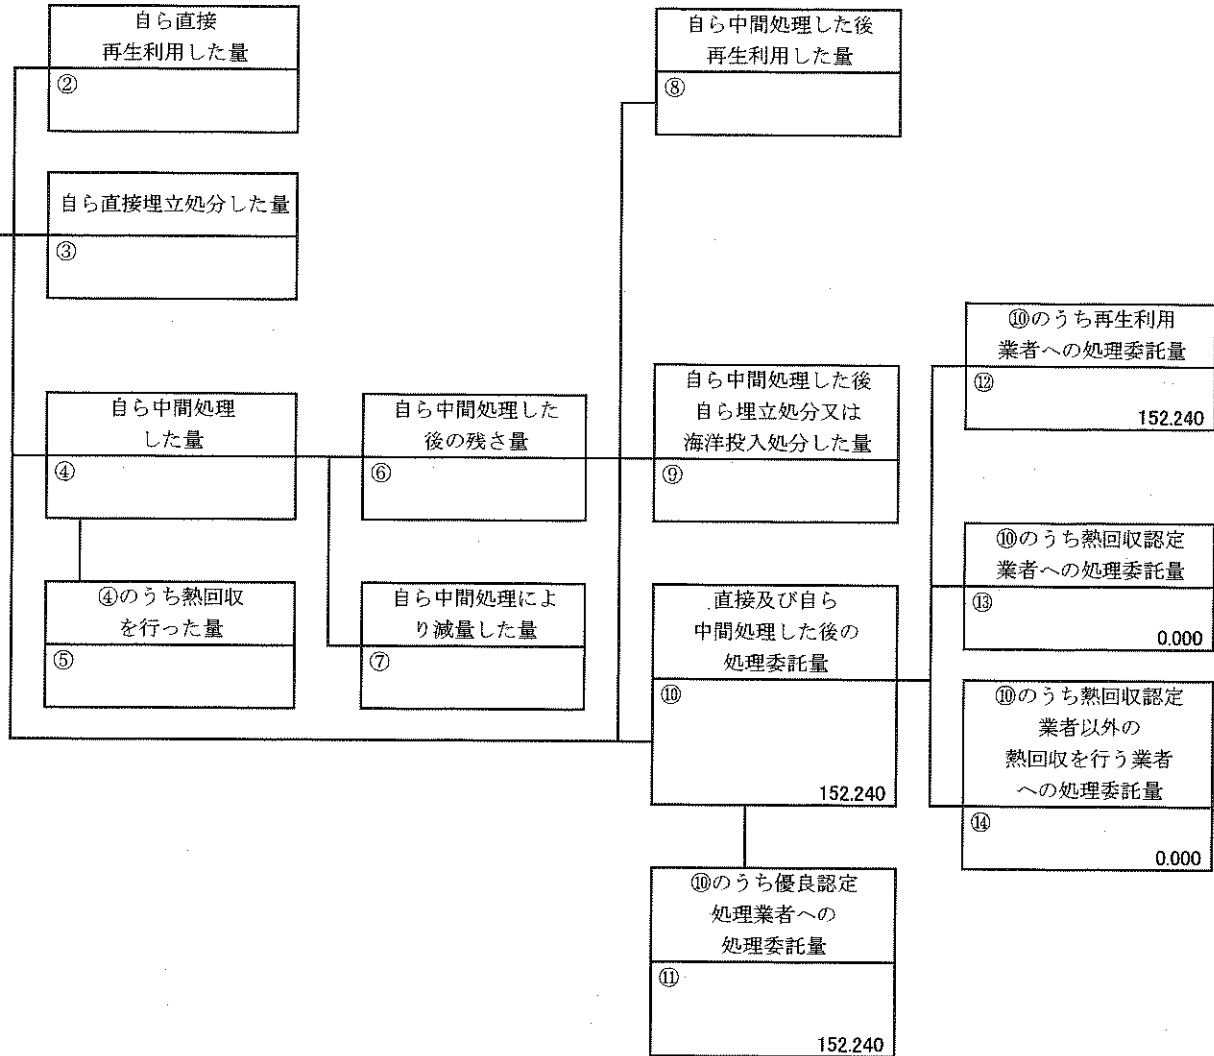 自ら直接
再生利用した量
②
自ら中間処理した後
再生利用した量
⑧
自ら直接埋立処分した量
③
⑩のうち再生利用
業者への処理委託量
⑫
152.240
自ら中間処理
した量
④
自ら中間処理した
後の残さ量
⑥
自ら中間処理した後
自ら埋立処分又は
海洋投入処分した量
⑨
⑩のうち熱回収認定
業者への処理委託量
⑬
0.000
④のうち熱回収
を行った量
⑤
自ら中間処理によ
り減量した量
⑦
直接及び自ら
中間処理した後の
処理委託量
⑩
152.240
⑩のうち熱回収認定
業者以外の
熱回収を行う業者
への処理委託量
⑭
0.000
⑩のうち優良認定
処理業者への
処理委託量
⑪
152.240